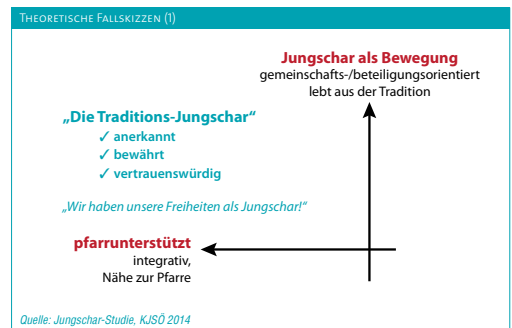 Theoretische Fallskizzen (1)
Jungschar als Bewegung
gemeinschafts-/beteiligungsorientiert
lebt aus der Tradition
„Die Traditions-Jungschar“
✓ anerkannt
✓ bewährt
✓ vertrauenswürdig
„Wir haben unsere Freiheiten als Jungschar!“
pfarrunterstützt
integrativ,
Nähe zur Pfarre
Quelle: Jungschar-Studie, KJSÖ 2014